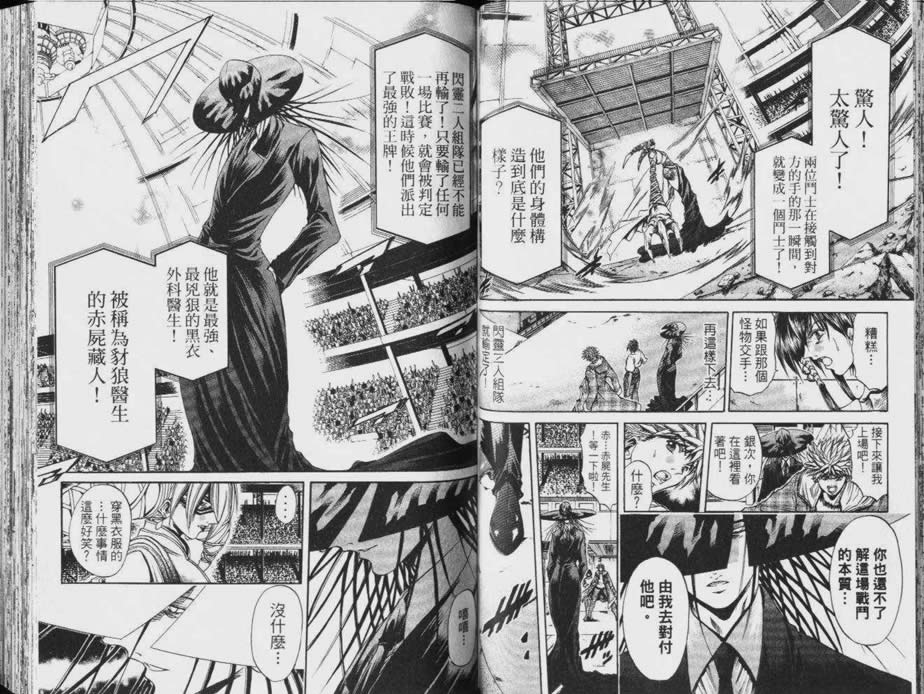 驚人！
太驚人了！
兩位鬥士在接觸到對
方的手的那一瞬間，
就變成一個鬥士了！
他們的身體構
造到底是什麼
樣子？
糟糕…
如果跟那個
怪物交手…
再這樣下去…
閃靈二人組隊
就輸定了！
接下來讓我
上場吧！
銀次，你
在這裡看
著吧！
什麼？
赤…赤屍先生
！等一下啦！
你也還不了
解這場戰鬥
的本質…
由我去對付
他吧。
閃靈二人組隊已經不能
再輸了！只要輸了任何
一場比賽，就會被判定
戰敗！這時候他們派出
了最強的王牌！
他就是最強、
最兇狠的黑衣
外科醫生！
被稱為豺狼醫生
的赤屍藏人！
嘻嘻…
…
穿黑衣服的
…什麼事情
這麼好笑？
沒什麼…